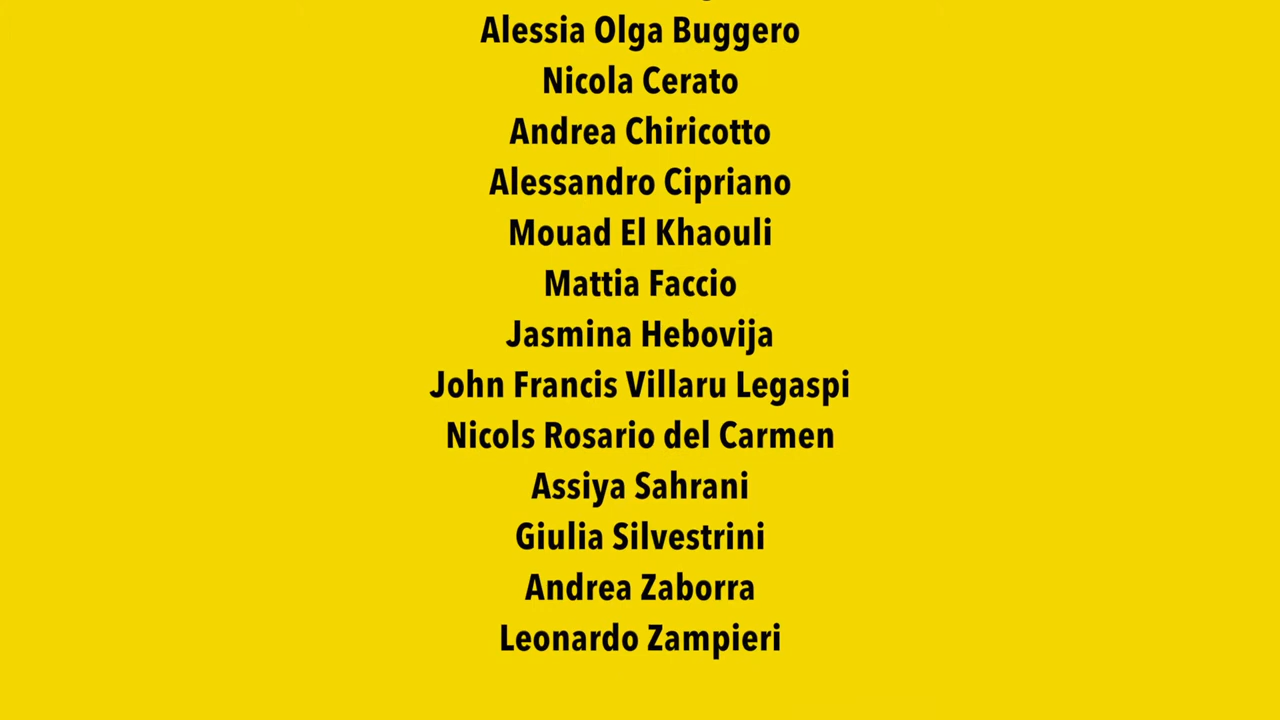 Alessia Olga Buggero
Nicola Cerato
Andrea Chiricotto
Alessandro Cipriano
Mouad El Khaouli
Mattia Faccio
Jasmina Hebovija
John Francis Villaru Legaspi
Nicols Rosario del Carmen
Assiya Sahrani
Giulia Silvestrini
Andrea Zaborra
Leonardo Zampieri